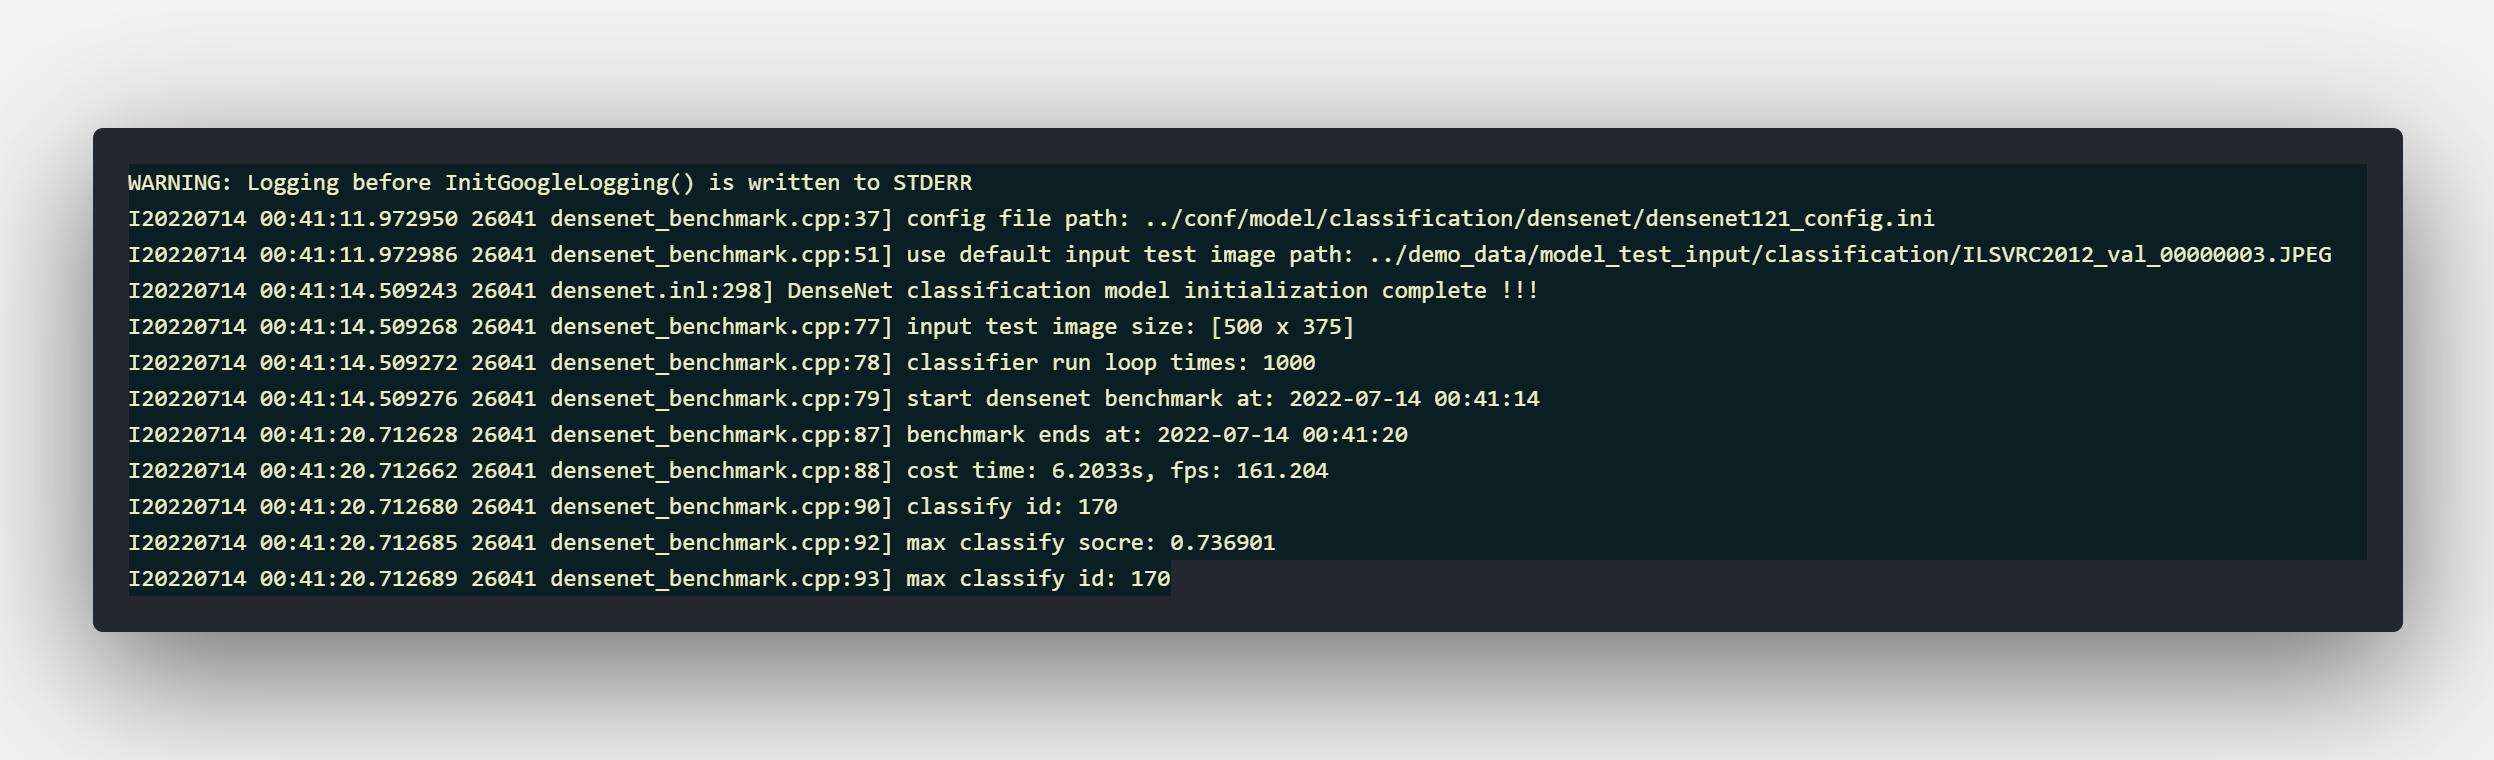 WARNING: Logging before InitGoogleLogging() is written to STDERR
I20220714 00:41:11.972950 26041 densenet_benchmark.cpp:37] config file path: ../conf/model/classification/densenet/densenet121_config.ini
I20220714 00:41:11.972986 26041 densenet_benchmark.cpp:51] use default input test image path: ../demo_data/model_test_input/classification/ILSVRC2012_val_00000003.JPEG
I20220714 00:41:14.509243 26041 densenet.inl:298] DenseNet classification model initialization complete !!!
I20220714 00:41:14.509268 26041 densenet_benchmark.cpp:77] input test image size: [500 x 375]
I20220714 00:41:14.509272 26041 densenet_benchmark.cpp:78] classifier run loop times: 1000
I20220714 00:41:14.509276 26041 densenet_benchmark.cpp:79] start densenet benchmark at: 2022-07-14 00:41:14
I20220714 00:41:20.712628 26041 densenet_benchmark.cpp:87] benchmark ends at: 2022-07-14 00:41:20
I20220714 00:41:20.712662 26041 densenet_benchmark.cpp:88] cost time: 6.2033s, fps: 161.204
I20220714 00:41:20.712680 26041 densenet_benchmark.cpp:90] classify id: 170
I20220714 00:41:20.712685 26041 densenet_benchmark.cpp:92] max classify socre: 0.736901
I20220714 00:41:20.712689 26041 densenet_benchmark.cpp:93] max classify id: 170